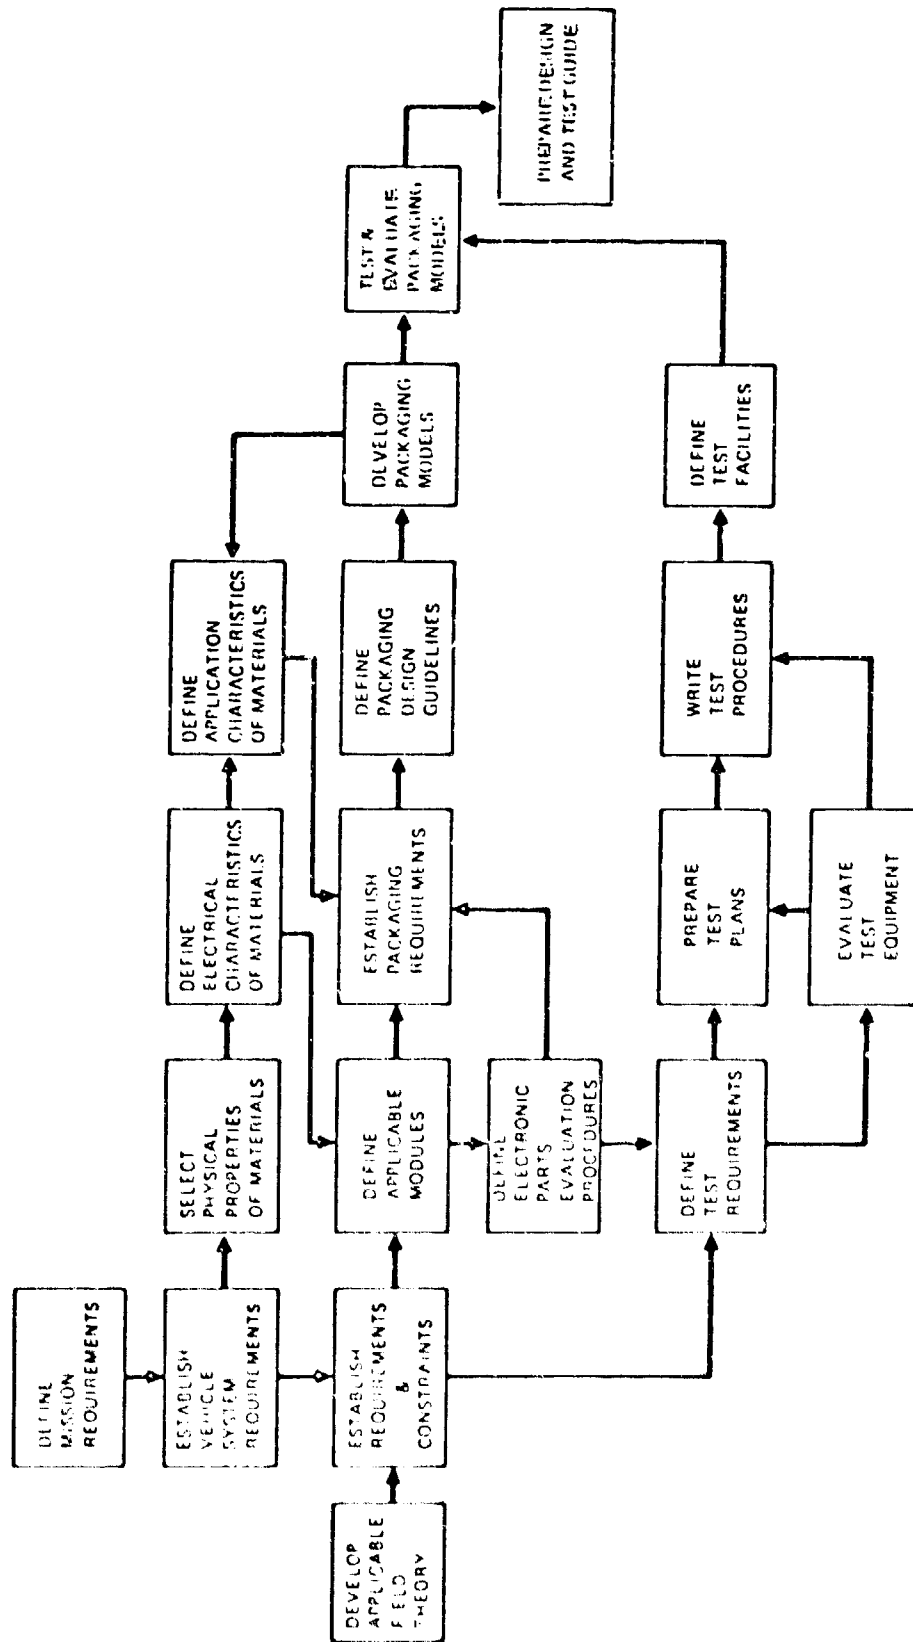 DEFINE
MISSION
REQUIREMENTS
ESTABLISH
VEHICLE
SYSTEM
REQUIREMENTS
SELECT
PHYSICAL
PROPERTIES
OF MATERIALS
DEFINE
ELECTRICAL
CHARACTERISTICS
OF MATERIALS
DEFINE
APPLICATION
CHARACTERISTICS
OF MATERIALS
DEVELOP
APPLICABLE
FIELD
THEORY
ESTABLISH
REQUIREMENTS
&
CONSTRAINTS
DEFINE
APPLICABLE
MODULES
ESTABLISH
PACKAGING
REQUIREMENTS
DEFINE
PACKAGING
DESIGN
GUIDELINES
DEVELOP
PACKAGING
MODELS
TEST &
EVALUATE
PACKAGING
MODELS
DEFINE
ELECTRONIC
PARTS
EVALUATION
PROCEDURES
PREPARE DESIGN
AND TEST GUIDE
DEFINE
TEST
REQUIREMENTS
PREPARE
TEST
PLANS
WRITE
TEST
PROCEDURES
DEFINE
TEST
FACILITIES
EVALUATE
TEST
EQUIPMENT